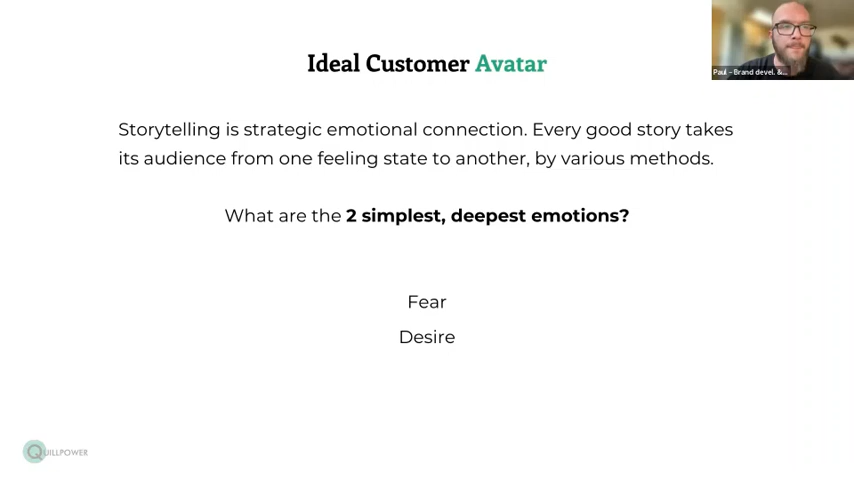 Ideal Customer Avatar
Paul - Brand devel. &...
Storytelling is strategic emotional connection. Every good story takes
its audience from one feeling state to another, by various methods.
What are the 2 simplest, deepest emotions?
Fear
Desire
QUILLPOWER